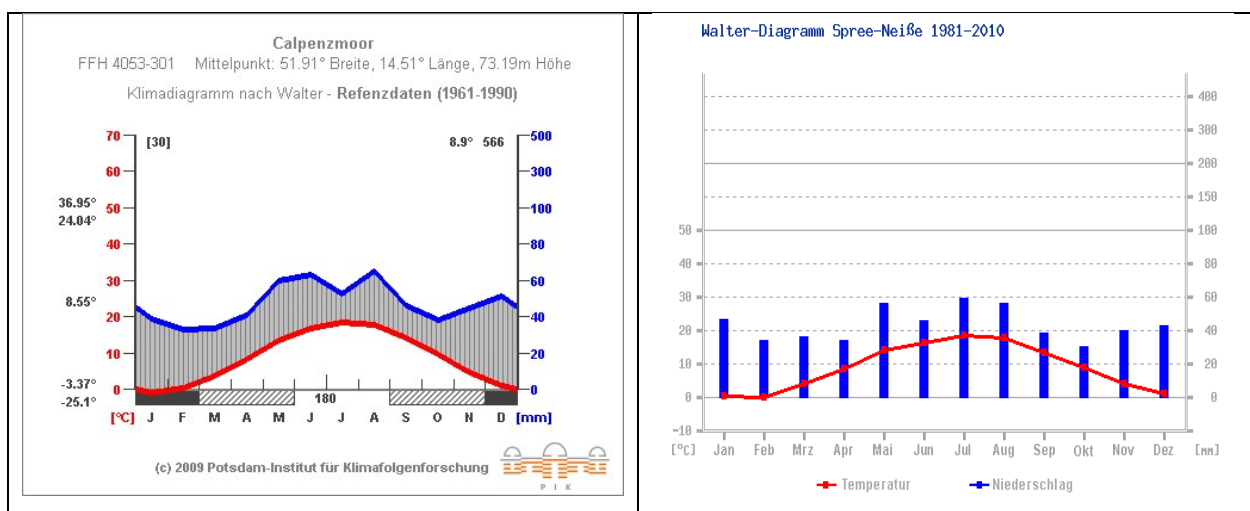 Calpenzmoor
FFH 4053-301 Mittelpunkt: 51.91° Breite, 14.51° Länge, 73.19m Höhe
Klimadiagramm nach Walter - Refenzdaten (1961-1990)
70 [30] 8.9° 566 500
60 300
36.95° 50 100
24.04°
40 80
8.55° 30 60
20 40
10 20
-3.37° 0 0
-25.1° 180
[°C] J F M A M J J A S O N D [mm]
(c) 2009 Potsdam-Institut für Klimafolgenforschung
P I K
Walter-Diagramm Spree-Neiße 1981-2010
400
300
200
150
50 100
40 80
30 60
20 40
10 20
0 0
-10
[°C] Jan Feb Mrz Apr Mai Jun Jul Aug Sep Okt Nov Dez [mm]
Temperatur Niederschlag